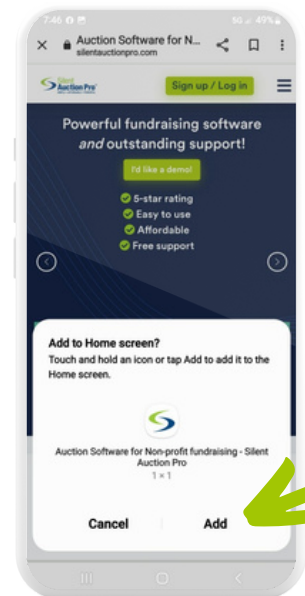 7:46
5G 49%
Auction Software for N...
silentauctionpro.com
Silent
Auction Pro
Sign up / Log in
Powerful fundraising software
and outstanding support!
I'd like a demo!
5-star rating
Easy to use
Affordable
Free support
Add to Home screen?
Touch and hold an icon or tap Add to add it to the
Home screen.
Auction Software for Non-profit fundraising - Silent
Auction Pro
1 × 1
Cancel
Add